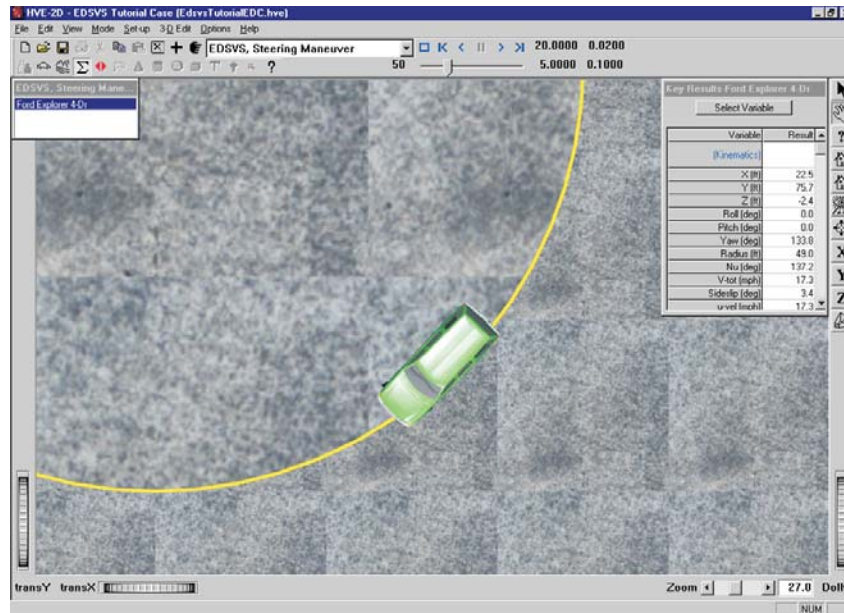 HVE-2D - EDSVS Tutorial Case [EdsvsTutorialEDC.hve]
File Edit View Mode Set-up 3-D Edit Options Help
EDSVS, Steering Maneuver 20.0000 0.0200
? 50 5.0000 0.1000
EDSVS, Steering Mane...
Ford Explorer 4-Dr
Key Results-Ford Explorer 4-Dr
Select Variable
Variable Result
(Kinematics)
X (ft) 22.5
Y (ft) 75.7
Z (ft) -2.4
Roll (deg) 0.0
Pitch (deg) 0.0
Yaw (deg) 133.8
Radius (ft) 49.0
Nu (deg) 137.2
V-tot (mph) 17.3
Sideslip (deg) 3.4
u-vel (mph) 17.3
?
X
Y
Z
transY transX Zoom 27.0 Doll
NUM